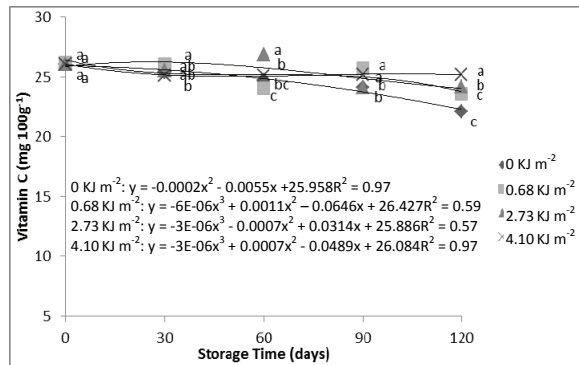 Vitamin C (mg 100g⁻¹)
30
25
20
15
10
5
a a
a a
a
ab
ab
b
a
b
bc
c
a
a
b
b
a
b
c
c
0 KJ m⁻²: y = -0.0002x² - 0.0055x +25.958R² = 0.97
0.68 KJ m⁻²: y = -6E-06x³ + 0.0011x² – 0.0646x + 26.427R² = 0.59
2.73 KJ m⁻²: y = -3E-06x³ - 0.0007x² + 0.0314x + 25.886R² = 0.57
4.10 KJ m⁻²: y = -3E-06x³ + 0.0007x² - 0.0489x + 26.084R² = 0.97
0 KJ m⁻²
0.68 KJ m⁻²
2.73 KJ m⁻²
4.10 KJ m⁻²
0 30 60 90 120
Storage Time (days)